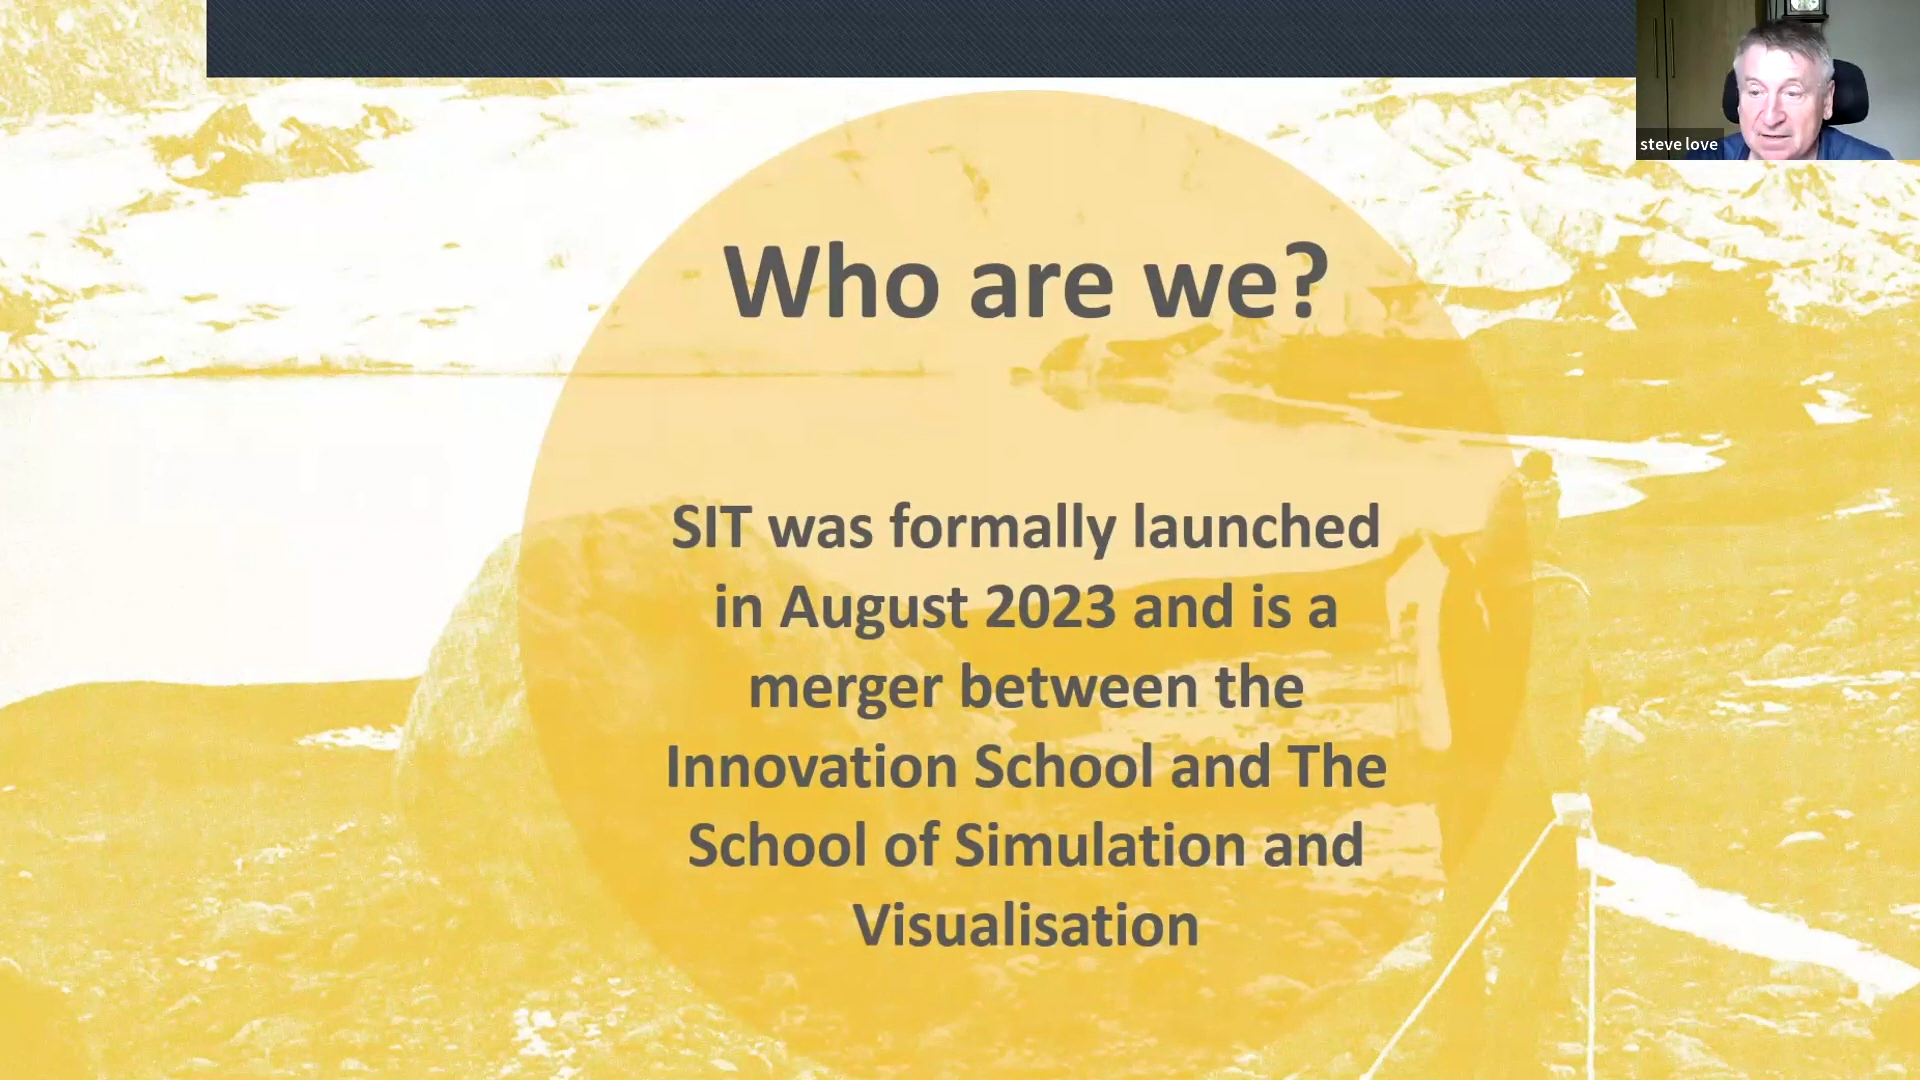 steve love
Who are we?
SIT was formally launched
in August 2023 and is a
merger between the
Innovation School and The
School of Simulation and
Visualisation